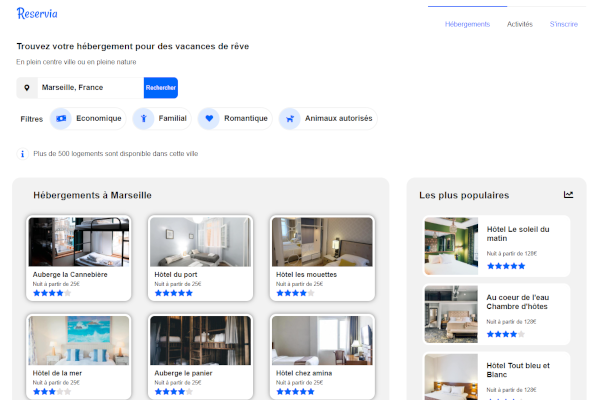 Reservia
Hébergements Activités S'inscrire
Trouvez votre hébergement pour des vacances de rêve
En plein centre ville ou en pleine nature
Marseille, France Rechercher
Filtres Economique Familial Romantique Animaux autorisés
Plus de 500 logements sont disponible dans cette ville
Hébergements à Marseille
Auberge la Cannebière
Nuit à partir de 25€
Hôtel du port
Nuit à partir de 25€
Hôtel les mouettes
Nuit à partir de 25€
Hôtel de la mer
Nuit à partir de 25€
Auberge le panier
Nuit à partir de 25€
Hôtel chez amina
Nuit à partir de 25€
Les plus populaires
Hôtel Le soleil du
matin
Nuit à partir de 128€
Au coeur de l'eau
Chambre d'hôtes
Nuit à partir de 128€
Hôtel Tout bleu et
Blanc
Nuit à partir de 128€